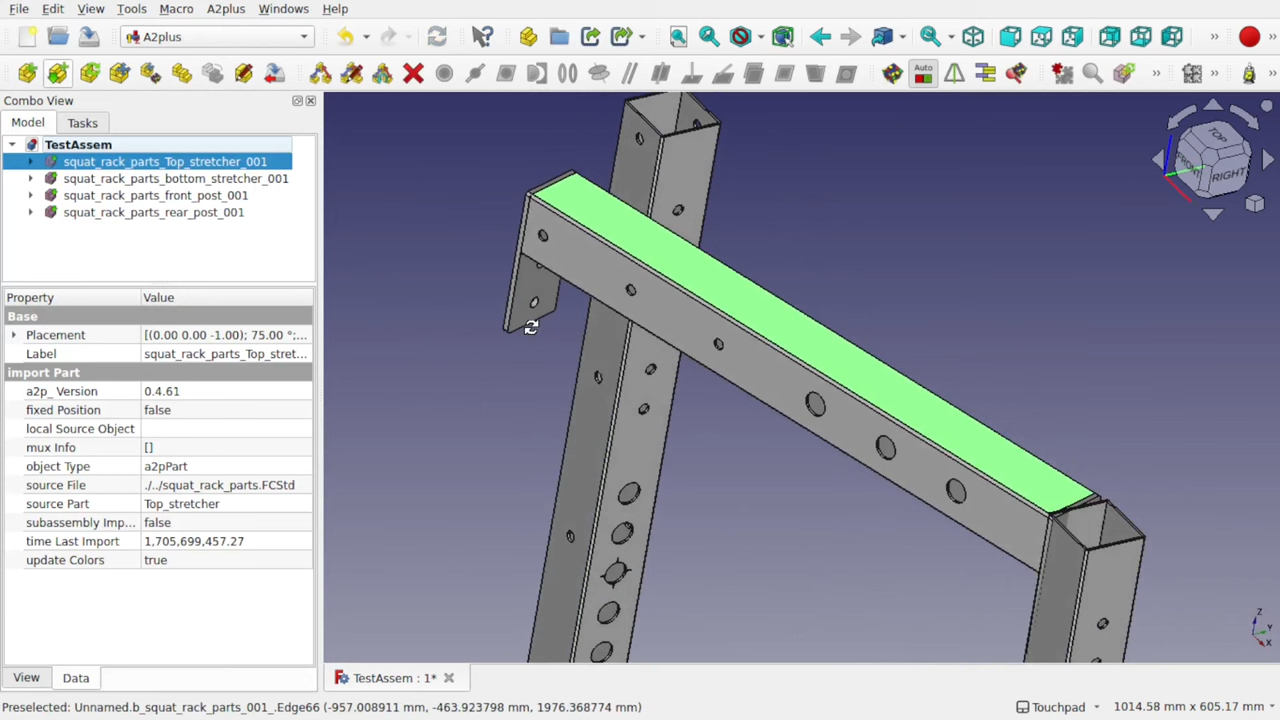 File Edit View Tools Macro A2plus Windows Help
A2plus
Auto
Combo View
Model Tasks
TestAssem
squat_rack_parts_Top_stretcher_001
squat_rack_parts_bottom_stretcher_001
squat_rack_parts_front_post_001
squat_rack_parts_rear_post_001
Property Value
Base
Placement [(0.00 0.00 -1.00); 75.00 °;...
Label squat_rack_parts_Top_stret...
import Part
a2p_ Version 0.4.61
fixed Position false
local Source Object
mux Info []
object Type a2pPart
source File ./../squat_rack_parts.FCStd
source Part Top_stretcher
subassembly Imp... false
time Last Import 1,705,699,457.27
update Colors true
View Data
TOP
FRONT
RIGHT
Z
Y
X
TestAssem : 1*
Preselected: Unnamed.b_squat_rack_parts_001_.Edge66 (-957.008911 mm, -463.923798 mm, 1976.368774 mm)
Touchpad 1014.58 mm x 605.17 mm